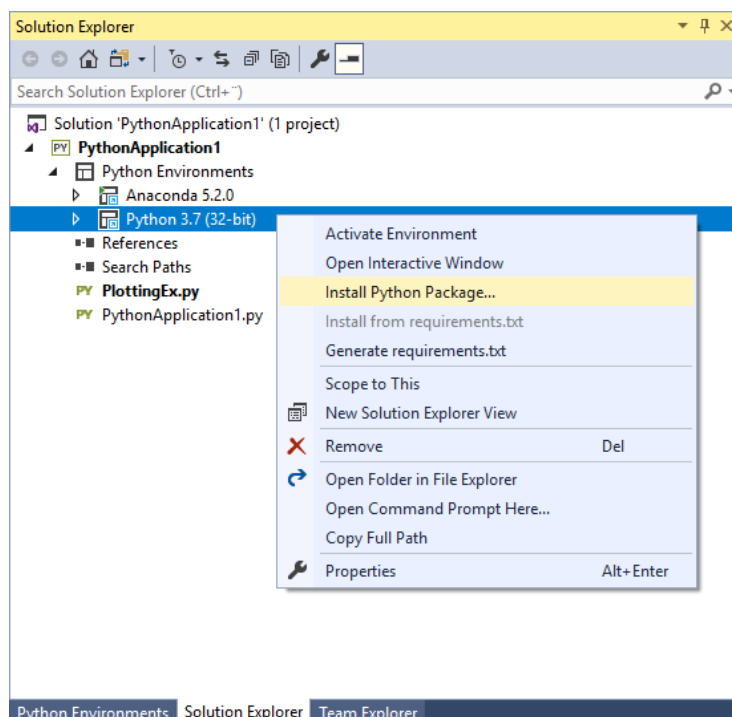 Solution Explorer
Search Solution Explorer (Ctrl+¨)
Solution 'PythonApplication1' (1 project)
PY PythonApplication1
Python Environments
Anaconda 5.2.0
Python 3.7 (32-bit)
References
Search Paths
PY PlottingEx.py
PY PythonApplication1.py
Activate Environment
Open Interactive Window
Install Python Package...
Install from requirements.txt
Generate requirements.txt
Scope to This
New Solution Explorer View
Remove Del
Open Folder in File Explorer
Open Command Prompt Here...
Copy Full Path
Properties Alt+Enter
Python Environments Solution Explorer Team Explorer